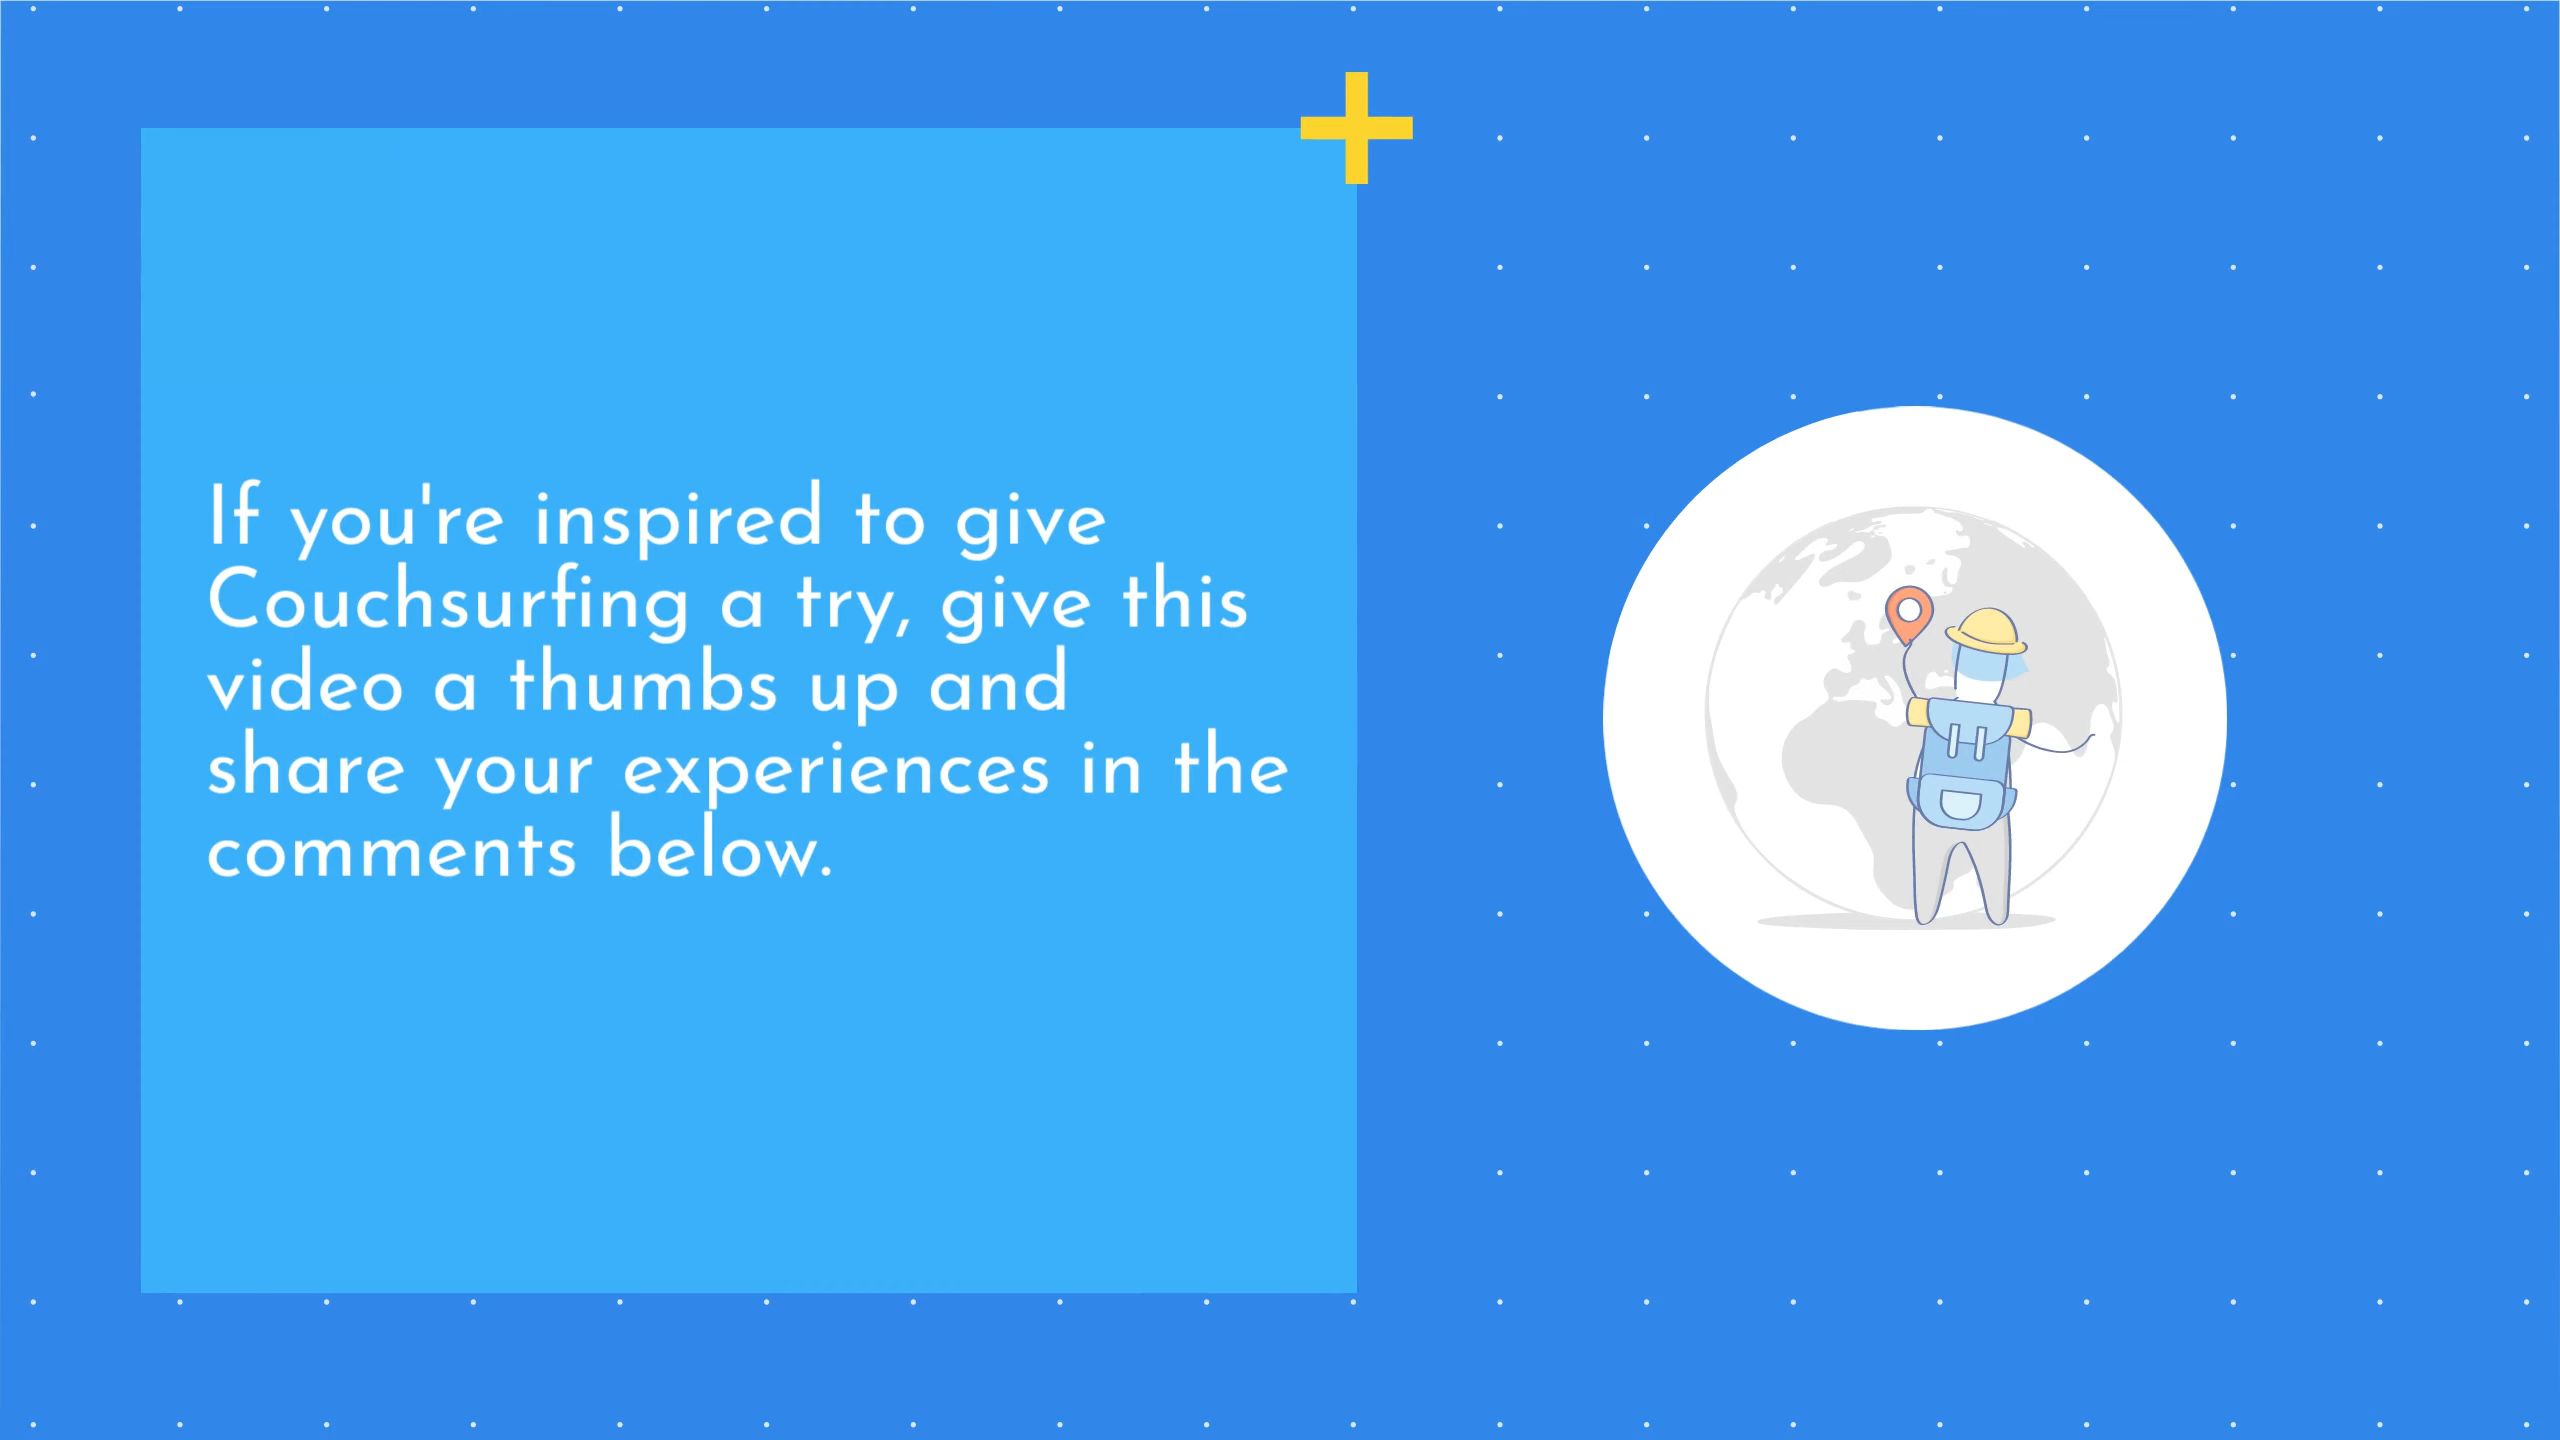 If you're inspired to give
Couchsurfing a try, give this
video a thumbs up and
share your experiences in the
comments below.